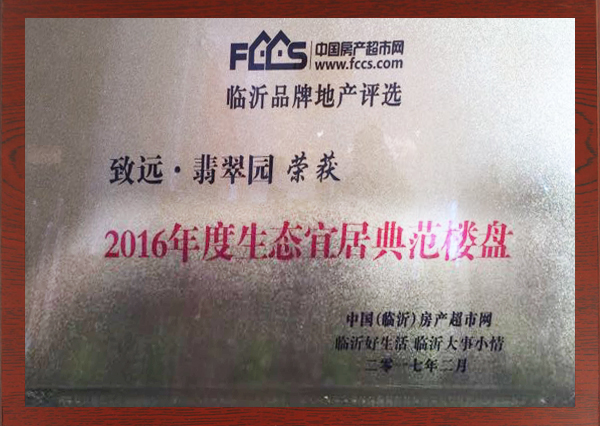 FCCS 中国房产超市网
www.fccs.com
临沂品牌地产评选
致远·翡翠园 荣获
2016年度生态宜居典范楼盘
中国(临沂)房产超市网
临沂好生活 临沂大事小情
二零一七年二月